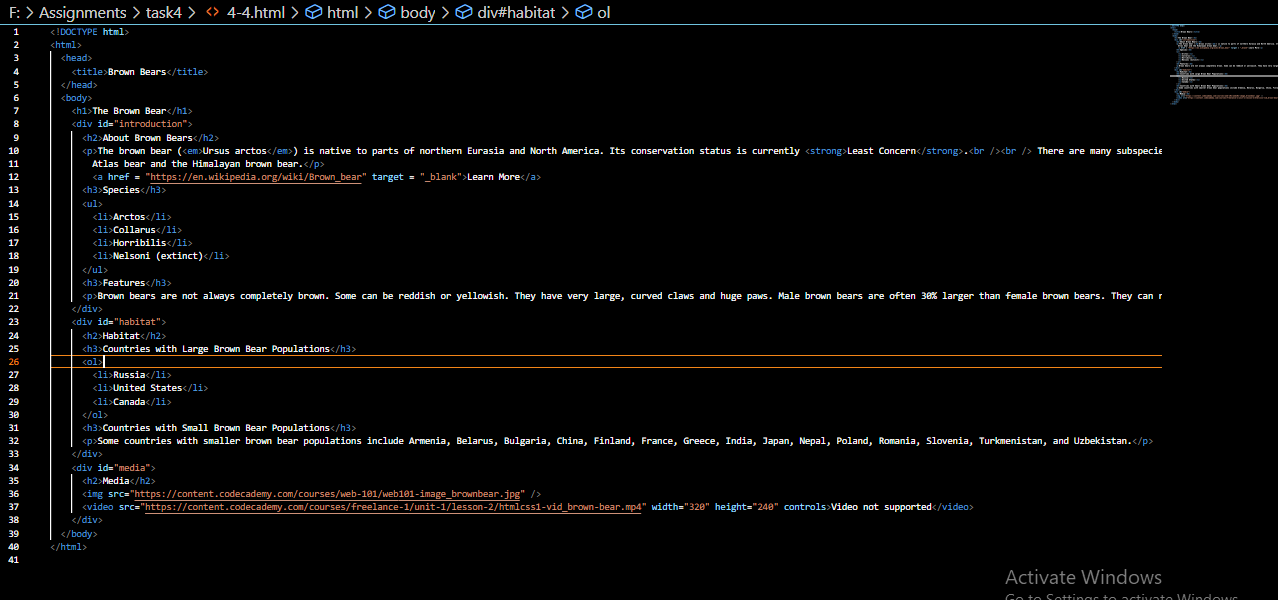 F: > Assignments > task4 > <> 4-4.html > html > body > div#habitat > ol
1 <!DOCTYPE html>
2 <html>
3 <head>
4 <title>Brown Bears</title>
5 </head>
6 <body>
7 <h1>The Brown Bear</h1>
8 <div id="introduction">
9 <h2>About Brown Bears</h2>
10 <p>The brown bear (<em>Ursus arctos</em>) is native to parts of northern Eurasia and North America. Its conservation status is currently <strong>Least Concern</strong>.<br /><br /> There are many subspecie
11 Atlas bear and the Himalayan brown bear.</p>
12 <a href = "https://en.wikipedia.org/wiki/Brown_bear" target = "_blank">Learn More</a>
13 <h3>Species</h3>
14 <ul>
15 <li>Arctos</li>
16 <li>Collarus</li>
17 <li>Horribilis</li>
18 <li>Nelsoni (extinct)</li>
19 </ul>
20 <h3>Features</h3>
21 <p>Brown bears are not always completely brown. Some can be reddish or yellowish. They have very large, curved claws and huge paws. Male brown bears are often 30% larger than female brown bears. They can r
22 </div>
23 <div id="habitat">
24 <h2>Habitat</h2>
25 <h3>Countries with Large Brown Bear Populations</h3>
26 <ol>
27 <li>Russia</li>
28 <li>United States</li>
29 <li>Canada</li>
30 </ol>
31 <h3>Countries with Small Brown Bear Populations</h3>
32 <p>Some countries with smaller brown bear populations include Armenia, Belarus, Bulgaria, China, Finland, France, Greece, India, Japan, Nepal, Poland, Romania, Slovenia, Turkmenistan, and Uzbekistan.</p>
33 </div>
34 <div id="media">
35 <h2>Media</h2>
36 <img src="https://content.codecademy.com/courses/web-101/web101-image_brownbear.jpg" />
37 <video src="https://content.codecademy.com/courses/freelance-1/unit-1/lesson-2/htmlcss1-vid_brown-bear.mp4" width="320" height="240" controls>Video not supported</video>
38 </div>
39 </body>
40 </html>
41
Activate Windows
Go to Settings to activate Windows.